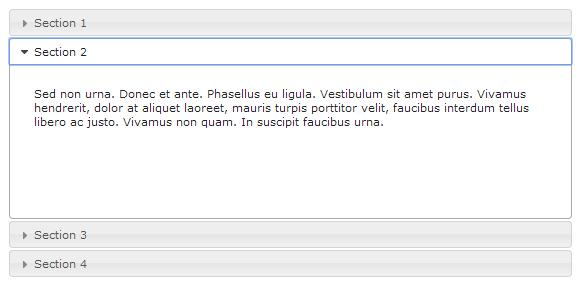 Section 1
Section 2
Sed non urna. Donec et ante. Phasellus eu ligula. Vestibulum sit amet purus. Vivamus
hendrerit, dolor at aliquet laoreet, mauris turpis porttitor velit, faucibus interdum tellus
libero ac justo. Vivamus non quam. In suscipit faucibus urna.
Section 3
Section 4